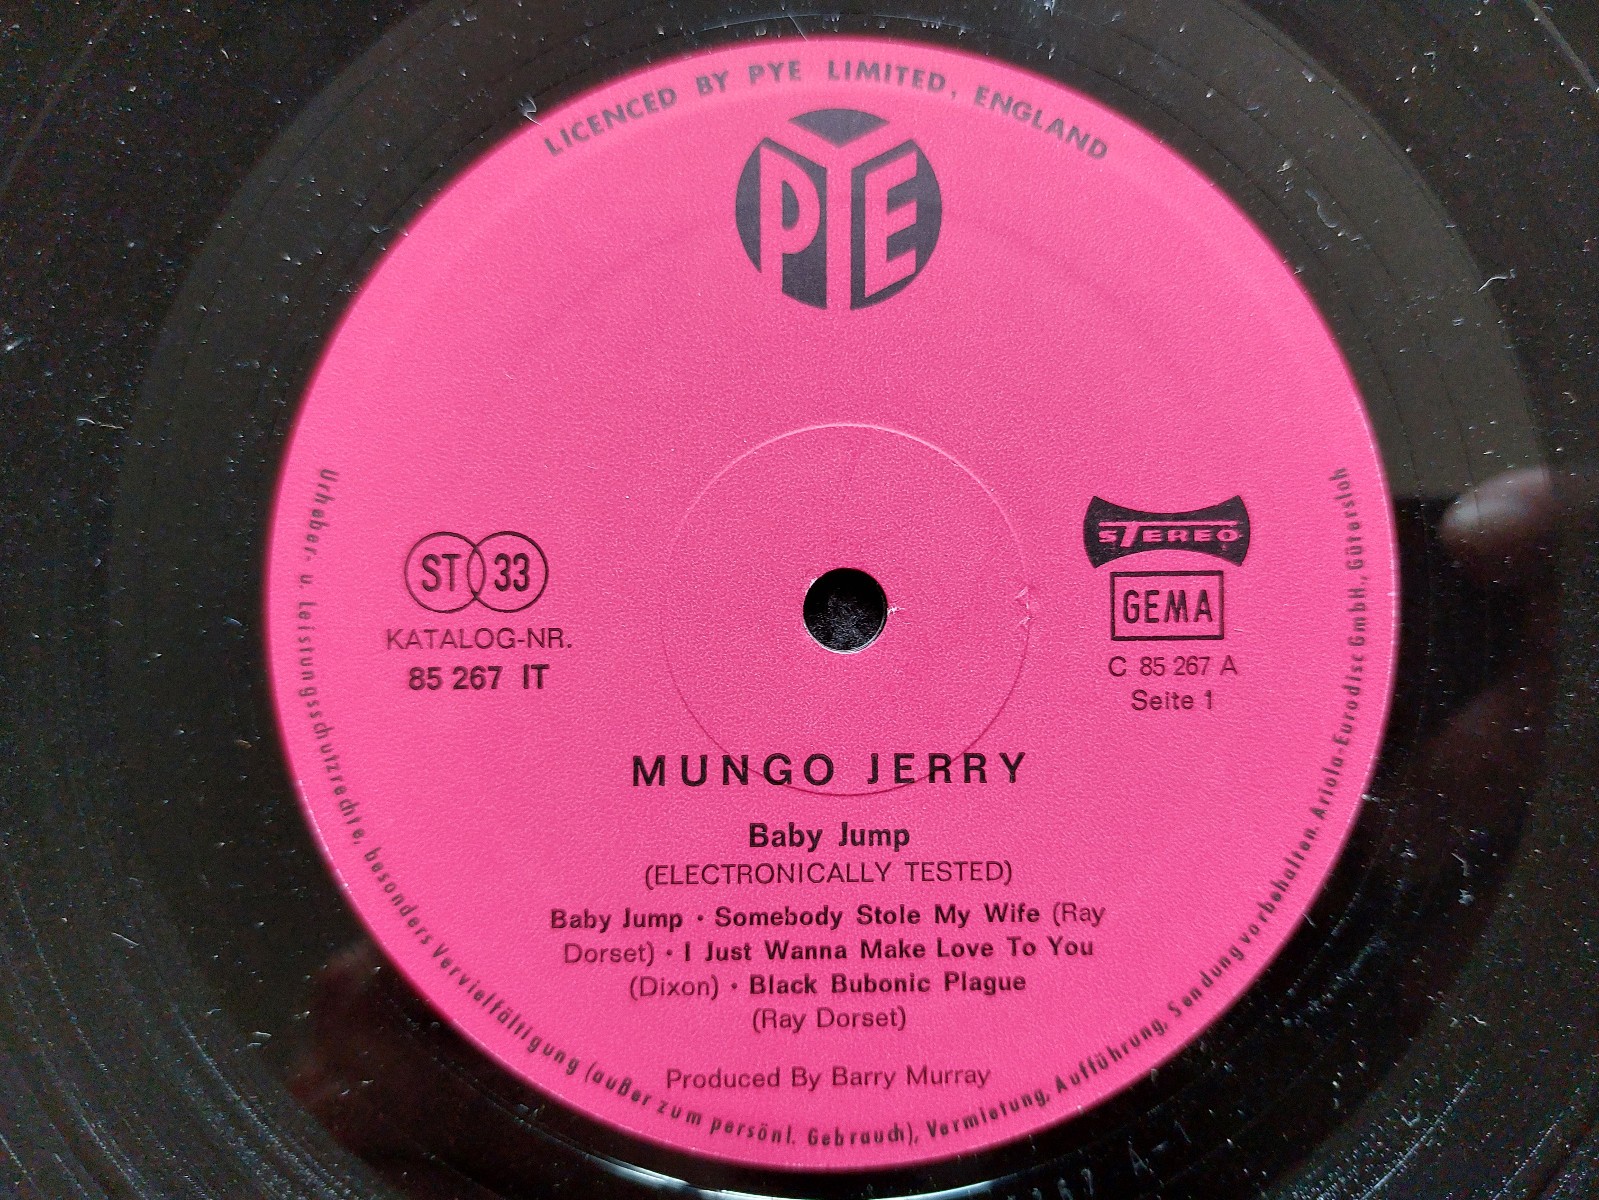 LICENCED BY PYE LIMITED, ENGLAND
PYE
ST 33
KATALOG-NR.
85 267 IT
STEREO
GEMA
C 85 267 A
Seite 1
MUNGO JERRY
Baby Jump
(ELECTRONICALLY TESTED)
Baby Jump • Somebody Stole My Wife (Ray
Dorset) • I Just Wanna Make Love To You
(Dixon) • Black Bubonic Plague
(Ray Dorset)
Produced By Barry Murray
Urheber- u. Leistungsschutzrechte, besonders Vervielfältigung (außer zum persönl. Gebrauch), Vermietung, Aufführung, Sendung vorbehalten. Ariola-Eurodisc GmbH, Gütersloh